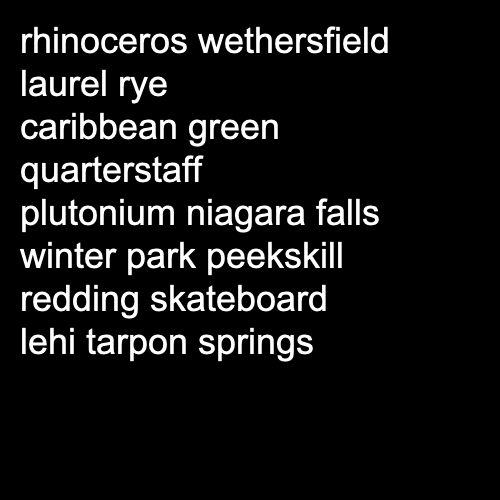 rhinoceros wethersfield
laurel rye
caribbean green
quarterstaff
plutonium niagara falls
winter park peekskill
redding skateboard
lehi tarpon springs